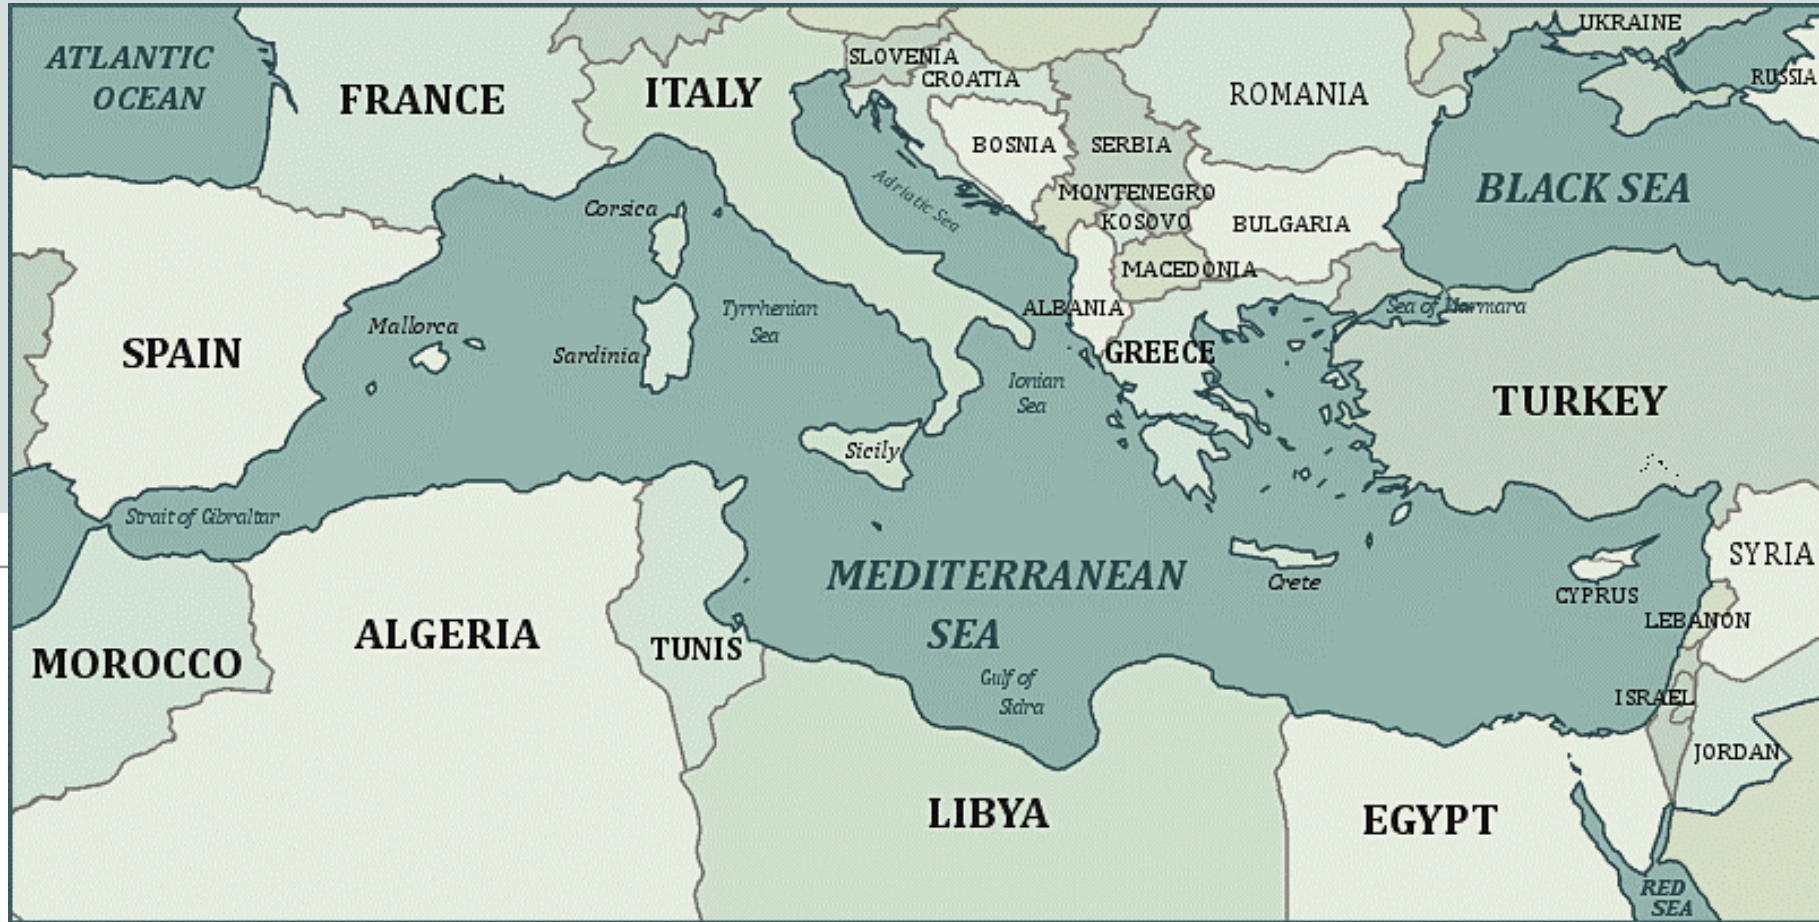 UKRAINE
ATLANTIC
OCEAN
SLOVENIA
CROATIA
RUSSIA
FRANCE
ITALY
ROMANIA
BOSNIA
SERBIA
BLACK SEA
Adriatic Sea
MONTENEGRO
KOSOVO
BULGARIA
Corsica
MACEDONIA
ALBANIA
Sea of Marmara
Tyrrhenian
Sea
Mallorca
SPAIN
Sardinia
GREECE
Ionian
Sea
TURKEY
Sicily
Strait of Gibraltar
SYRIA
MEDITERRANEAN
SEA
Crete
CYPRUS
LEBANON
ALGERIA
TUNIS
MOROCCO
Gulf of
Sidra
ISRAEL
JORDAN
LIBYA
EGYPT
RED
SEA